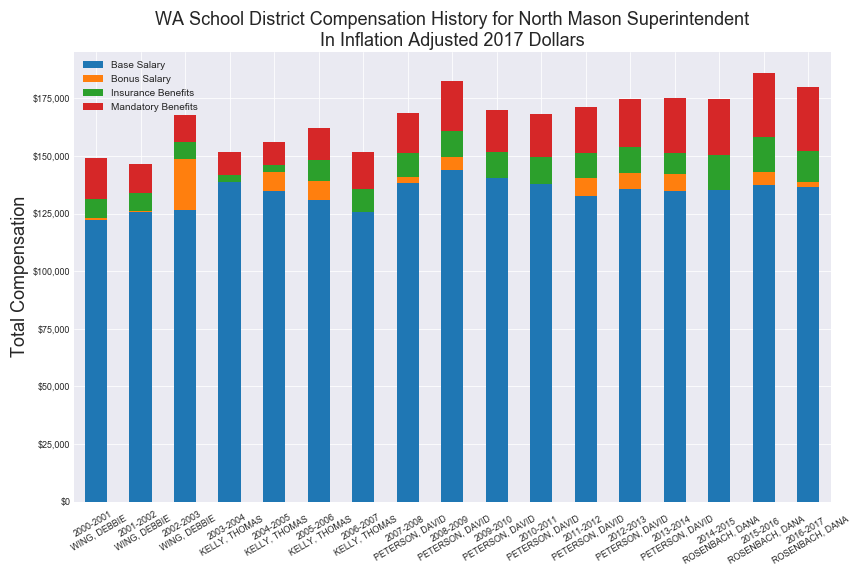 WA School District Compensation History for North Mason Superintendent
In Inflation Adjusted 2017 Dollars
Base Salary
Bonus Salary
Insurance Benefits
Mandatory Benefits
Total Compensation
$175,000
$150,000
$125,000
$100,000
$75,000
$50,000
$25,000
$0
2000-2001
WING, DEBBIE
2001-2002
WING, DEBBIE
2002-2003
WING, DEBBIE
2003-2004
KELLY, THOMAS
2004-2005
KELLY, THOMAS
2005-2006
KELLY, THOMAS
2006-2007
KELLY, THOMAS
2007-2008
PETERSON, DAVID
2008-2009
PETERSON, DAVID
2009-2010
PETERSON, DAVID
2010-2011
PETERSON, DAVID
2011-2012
PETERSON, DAVID
2012-2013
PETERSON, DAVID
2013-2014
PETERSON, DAVID
2014-2015
ROSENBACH, DANA
2015-2016
ROSENBACH, DANA
2016-2017
ROSENBACH, DANA